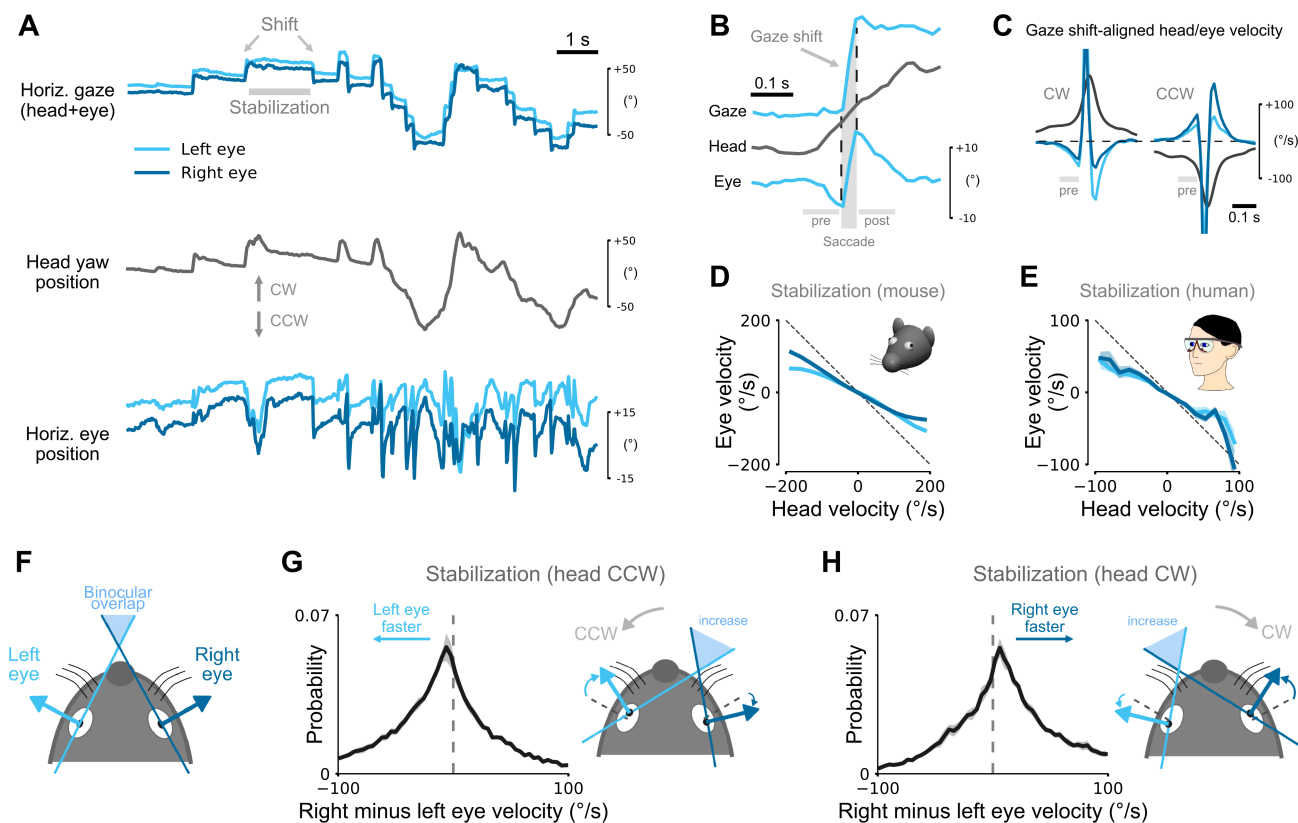 A
Shift
1 s
Horiz. gaze
(head+eye)
+50
(°)
-50
Stabilization
Left eye
Right eye
Head yaw
position
+50
(°)
-50
CW
CCW
Horiz. eye
position
+15
(°)
-15
B
Gaze shift
0.1 s
Gaze
Head
Eye
+10
(°)
-10
pre
post
Saccade
C
Gaze shift-aligned head/eye velocity
CW
CCW
+100
(°/s)
-100
pre
pre
0.1 s
D
Stabilization (mouse)
Eye velocity
(°/s)
200
0
−200
−200
0
200
Head velocity (°/s)
E
Stabilization (human)
Eye velocity
(°/s)
100
0
−100
−100
0
100
Head velocity (°/s)
F
Binocular
overlap
Left
eye
Right
eye
G
Stabilization (head CCW)
0.07
Probability
0
−100
100
Right minus left eye velocity (°/s)
Left eye
faster
CCW
increase
H
Stabilization (head CW)
0.07
Probability
0
−100
100
Right minus left eye velocity (°/s)
Right eye
faster
increase
CW